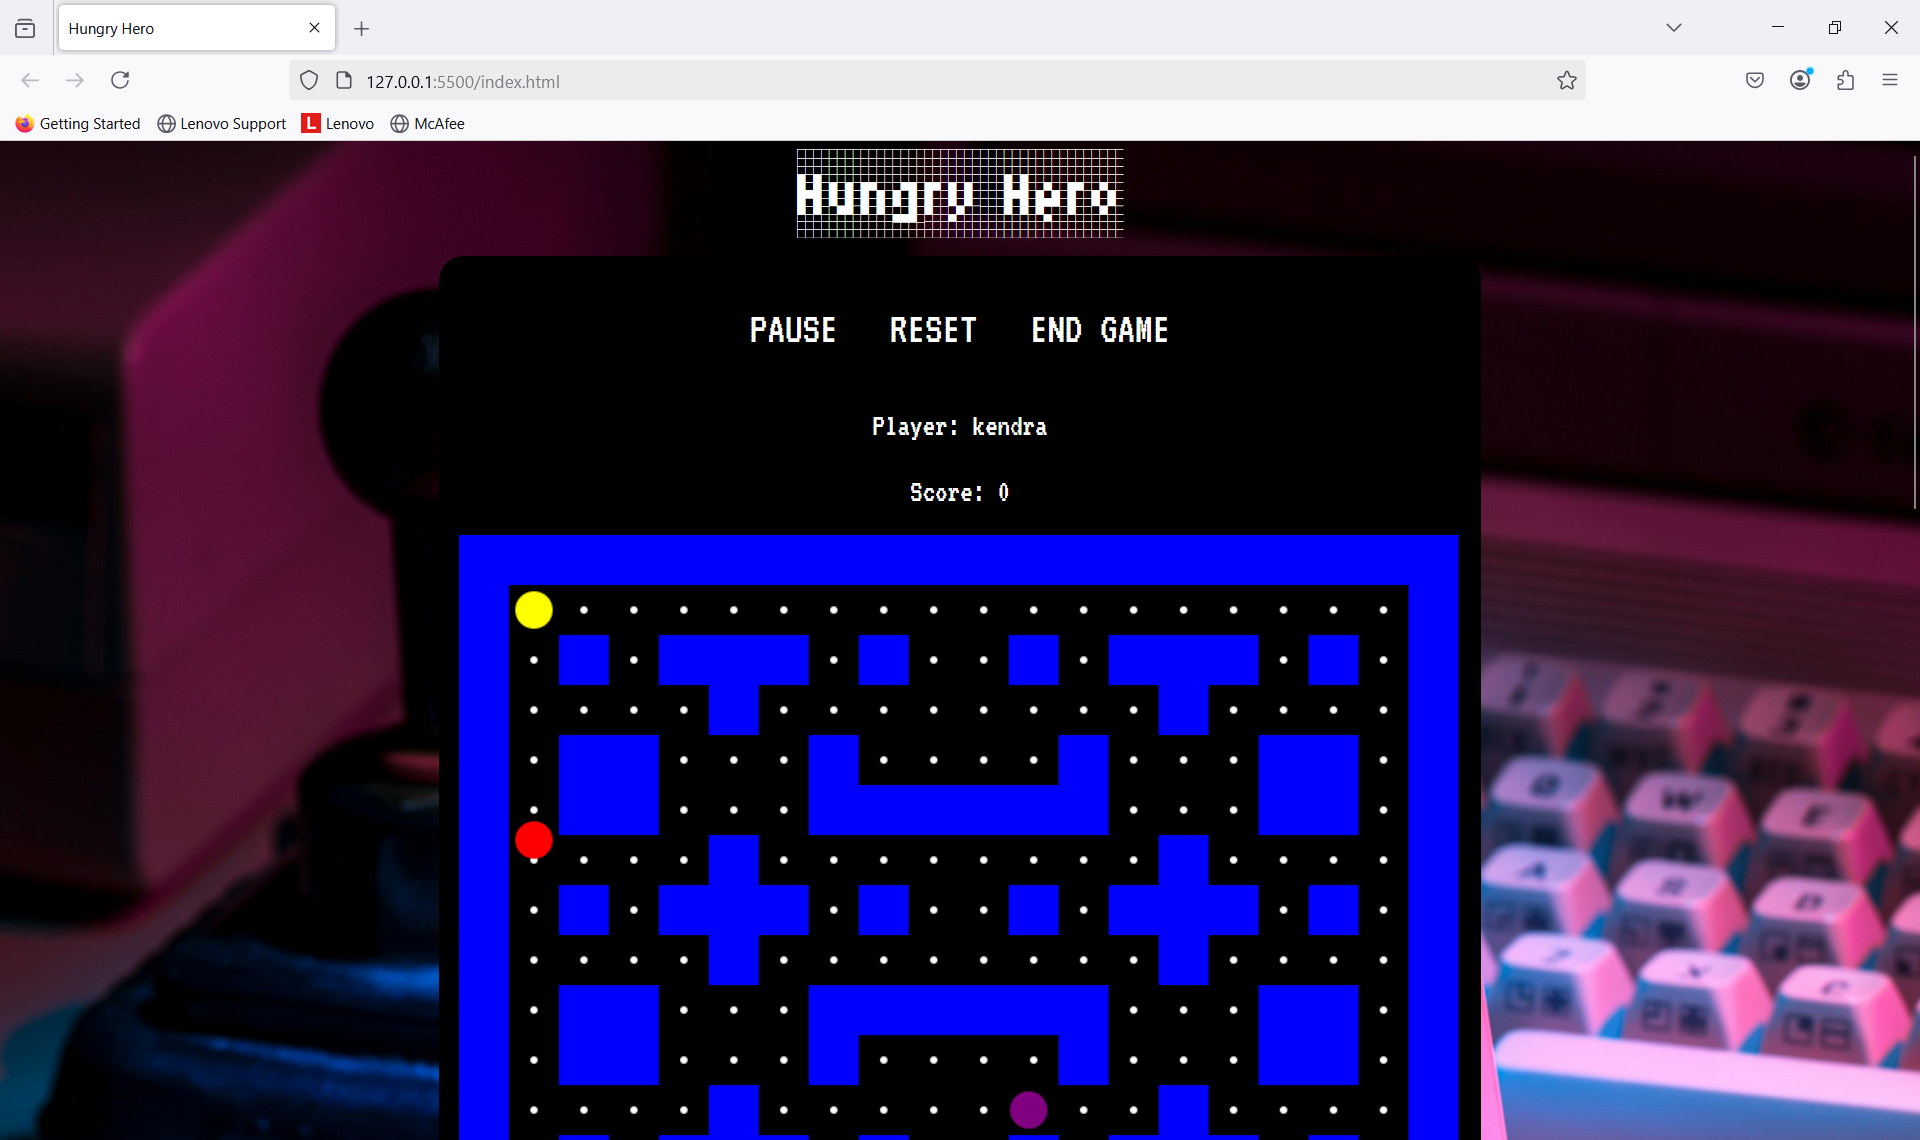 Hungry Hero
127.0.0.1:5500/index.html
Getting Started
Lenovo Support
L Lenovo
McAfee
Hungry Hero
PAUSE RESET END GAME
Player: kendra
Score: 0
W
A
D
Z
X
C